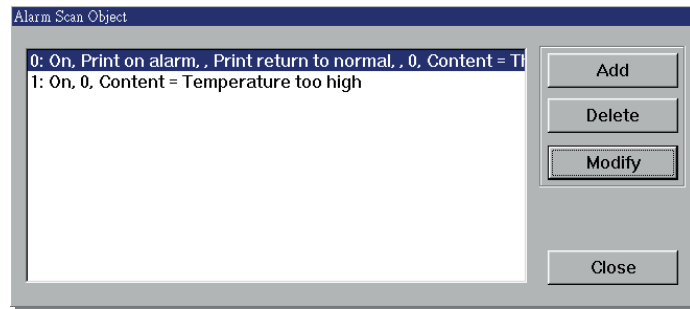 Alarm Scan Object
0: On, Print on alarm, , Print return to normal, , 0, Content = Th
1: On, 0, Content = Temperature too high
Add
Delete
Modify
Close